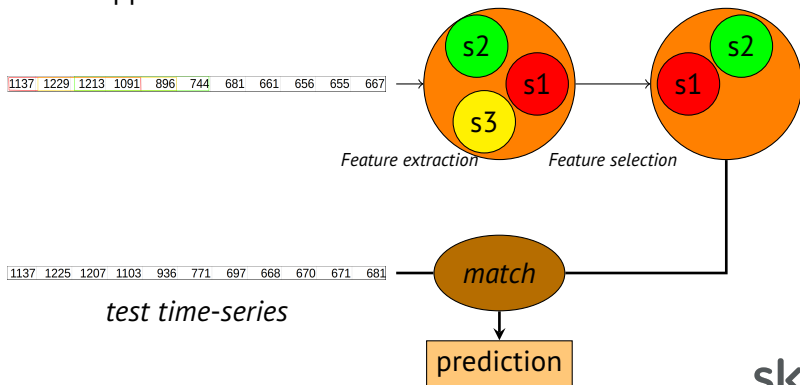 s2
1137 1229 1213 1091 896 744 681 661 656 655 667
s1
s3
s2
s1
Feature extraction
Feature selection
1137 1225 1207 1103 936 771 697 668 670 671 681
match
test time-series
prediction
sk